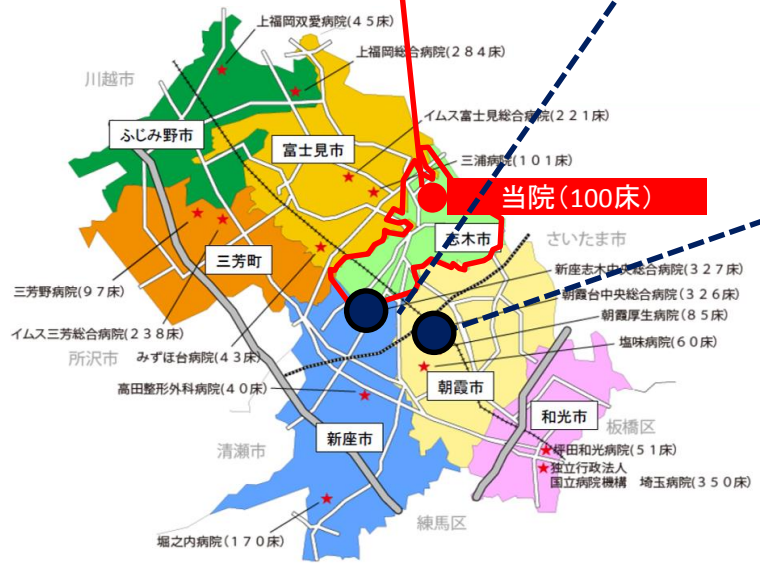 上福岡双愛病院(45床)
上福岡総合病院(284床)
川越市
イムス富士見総合病院(221床)
ふじみ野市
富士見市
三浦病院(101床)
当院(100床)
志木市
さいたま市
三芳町
新座志木中央総合病院(327床)
三芳野病院(97床)
朝霞台中央総合病院(326床)
朝霞厚生病院(85床)
イムス三芳総合病院(238床)
塩味病院(60床)
所沢市
みずほ台病院(43床)
高田整形外科病院(40床)
朝霞市
和光市
板橋区
新座市
清瀬市
坪田和光病院(51床)
独立行政法人
国立病院機構 埼玉病院(350床)
練馬区
堀之内病院(170床)